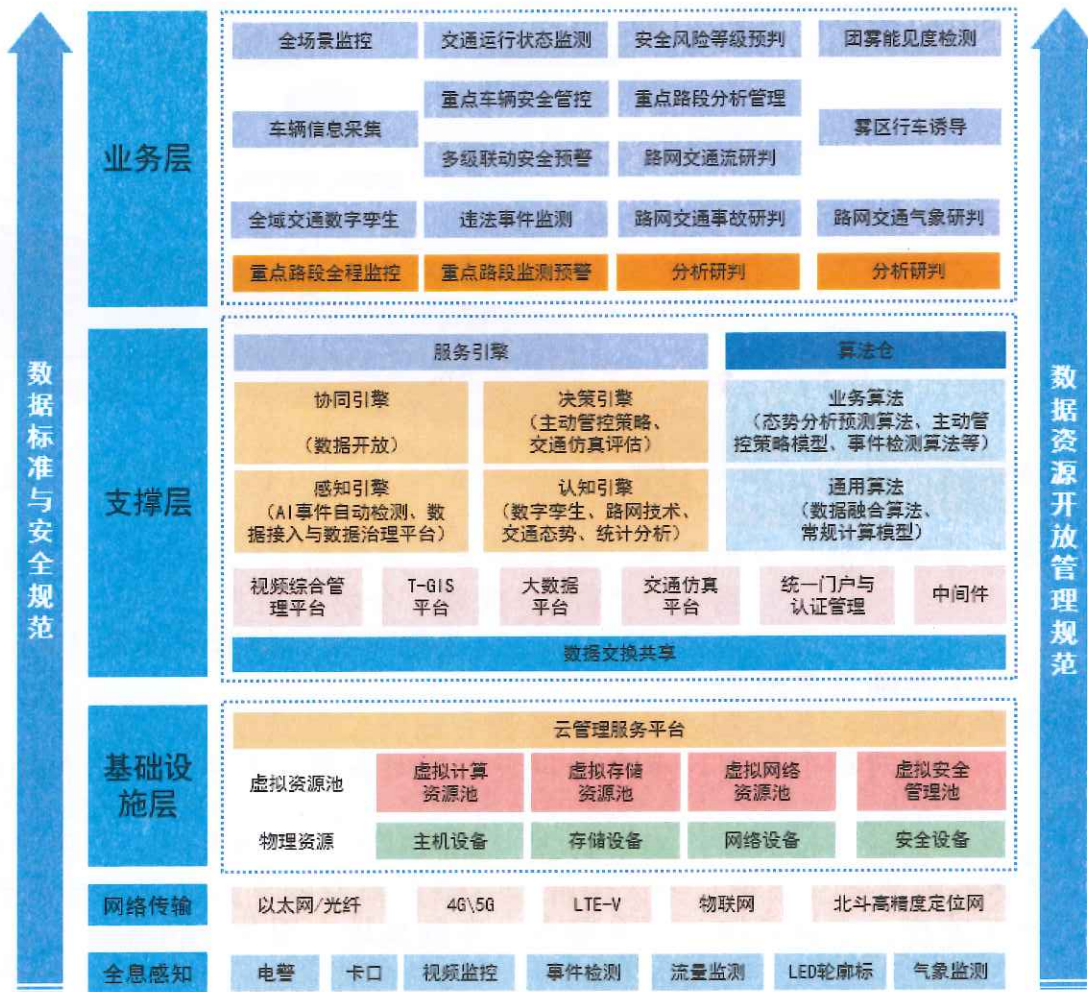 数据标准与安全规范
业务层
全场景监控
交通运行状态监测
安全风险等级预判
团雾能见度检测
车辆信息采集
重点车辆安全管控
重点路段分析管理
雾区行车诱导
多级联动安全预警
路网交通流研判
全域交通数字孪生
违法事件监测
路网交通事故研判
路网交通气象研判
重点路段全程监控
重点路段监测预警
分析研判
分析研判
支撑层
服务引擎
算法仓
协同引擎
(数据开放)
决策引擎
(主动管控策略、
交通仿真评估)
业务算法
(态势分析预测算法、主动管
控策略模型、事件检测算法等)
感知引擎
(AI事件自动检测、数
据接入与数据治理平台)
认知引擎
(数字孪生、路网技术、
交通态势、统计分析)
通用算法
(数据融合算法、
常规计算模型)
视频综合管
理平台
T-GIS
平台
大数据
平台
交通仿真
平台
统一门户与
认证管理
中间件
数据交换共享
基础设
施层
云管理服务平台
虚拟资源池
虚拟计算
资源池
虚拟存储
资源池
虚拟网络
资源池
虚拟安全
管理池
物理资源
主机设备
存储设备
网络设备
安全设备
网络传输
以太网/光纤
4G\5G
LTE-V
物联网
北斗高精度定位网
全息感知
电警
卡口
视频监控
事件检测
流量监测
LED轮廓标
气象监测
数据资源开放管理规范